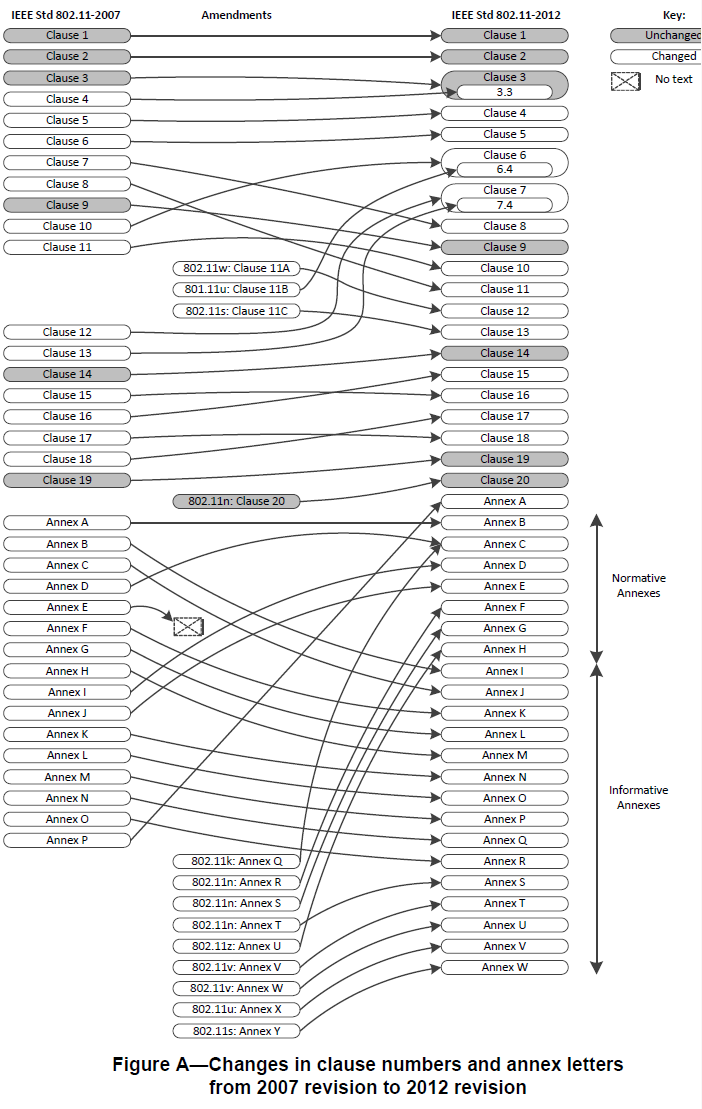 IEEE Std 802.11-2007
Amendments
IEEE Std 802.11-2012
Key:
Clause 1
Clause 1
Unchanged
Clause 2
Clause 2
Changed
Clause 3
Clause 3
No text
Clause 4
3.3
Clause 5
Clause 4
Clause 6
Clause 5
Clause 7
Clause 6
6.4
Clause 8
Clause 7
Clause 9
7.4
Clause 10
Clause 8
Clause 11
Clause 9
802.11w: Clause 11A
Clause 10
801.11u: Clause 11B
Clause 11
802.11s: Clause 11C
Clause 12
Clause 12
Clause 13
Clause 13
Clause 14
Clause 14
Clause 15
Clause 15
Clause 16
Clause 16
Clause 17
Clause 17
Clause 18
Clause 18
Clause 19
Clause 19
Clause 20
802.11n: Clause 20
Annex A
Annex A
Annex B
Annex B
Annex C
Annex C
Annex D
Annex D
Annex E
Normative
Annexes
Annex E
Annex F
Annex F
Annex G
Annex G
Annex H
Annex H
Annex I
Annex I
Annex J
Annex J
Annex K
Annex K
Annex L
Annex L
Annex M
Annex M
Annex N
Annex N
Annex O
Informative
Annexes
Annex O
Annex P
Annex P
Annex Q
802.11k: Annex Q
Annex R
802.11n: Annex R
Annex S
802.11n: Annex S
Annex T
802.11n: Annex T
Annex U
802.11z: Annex U
Annex V
802.11v: Annex V
Annex W
802.11v: Annex W
802.11u: Annex X
802.11s: Annex Y
Figure A—Changes in clause numbers and annex letters
from 2007 revision to 2012 revision